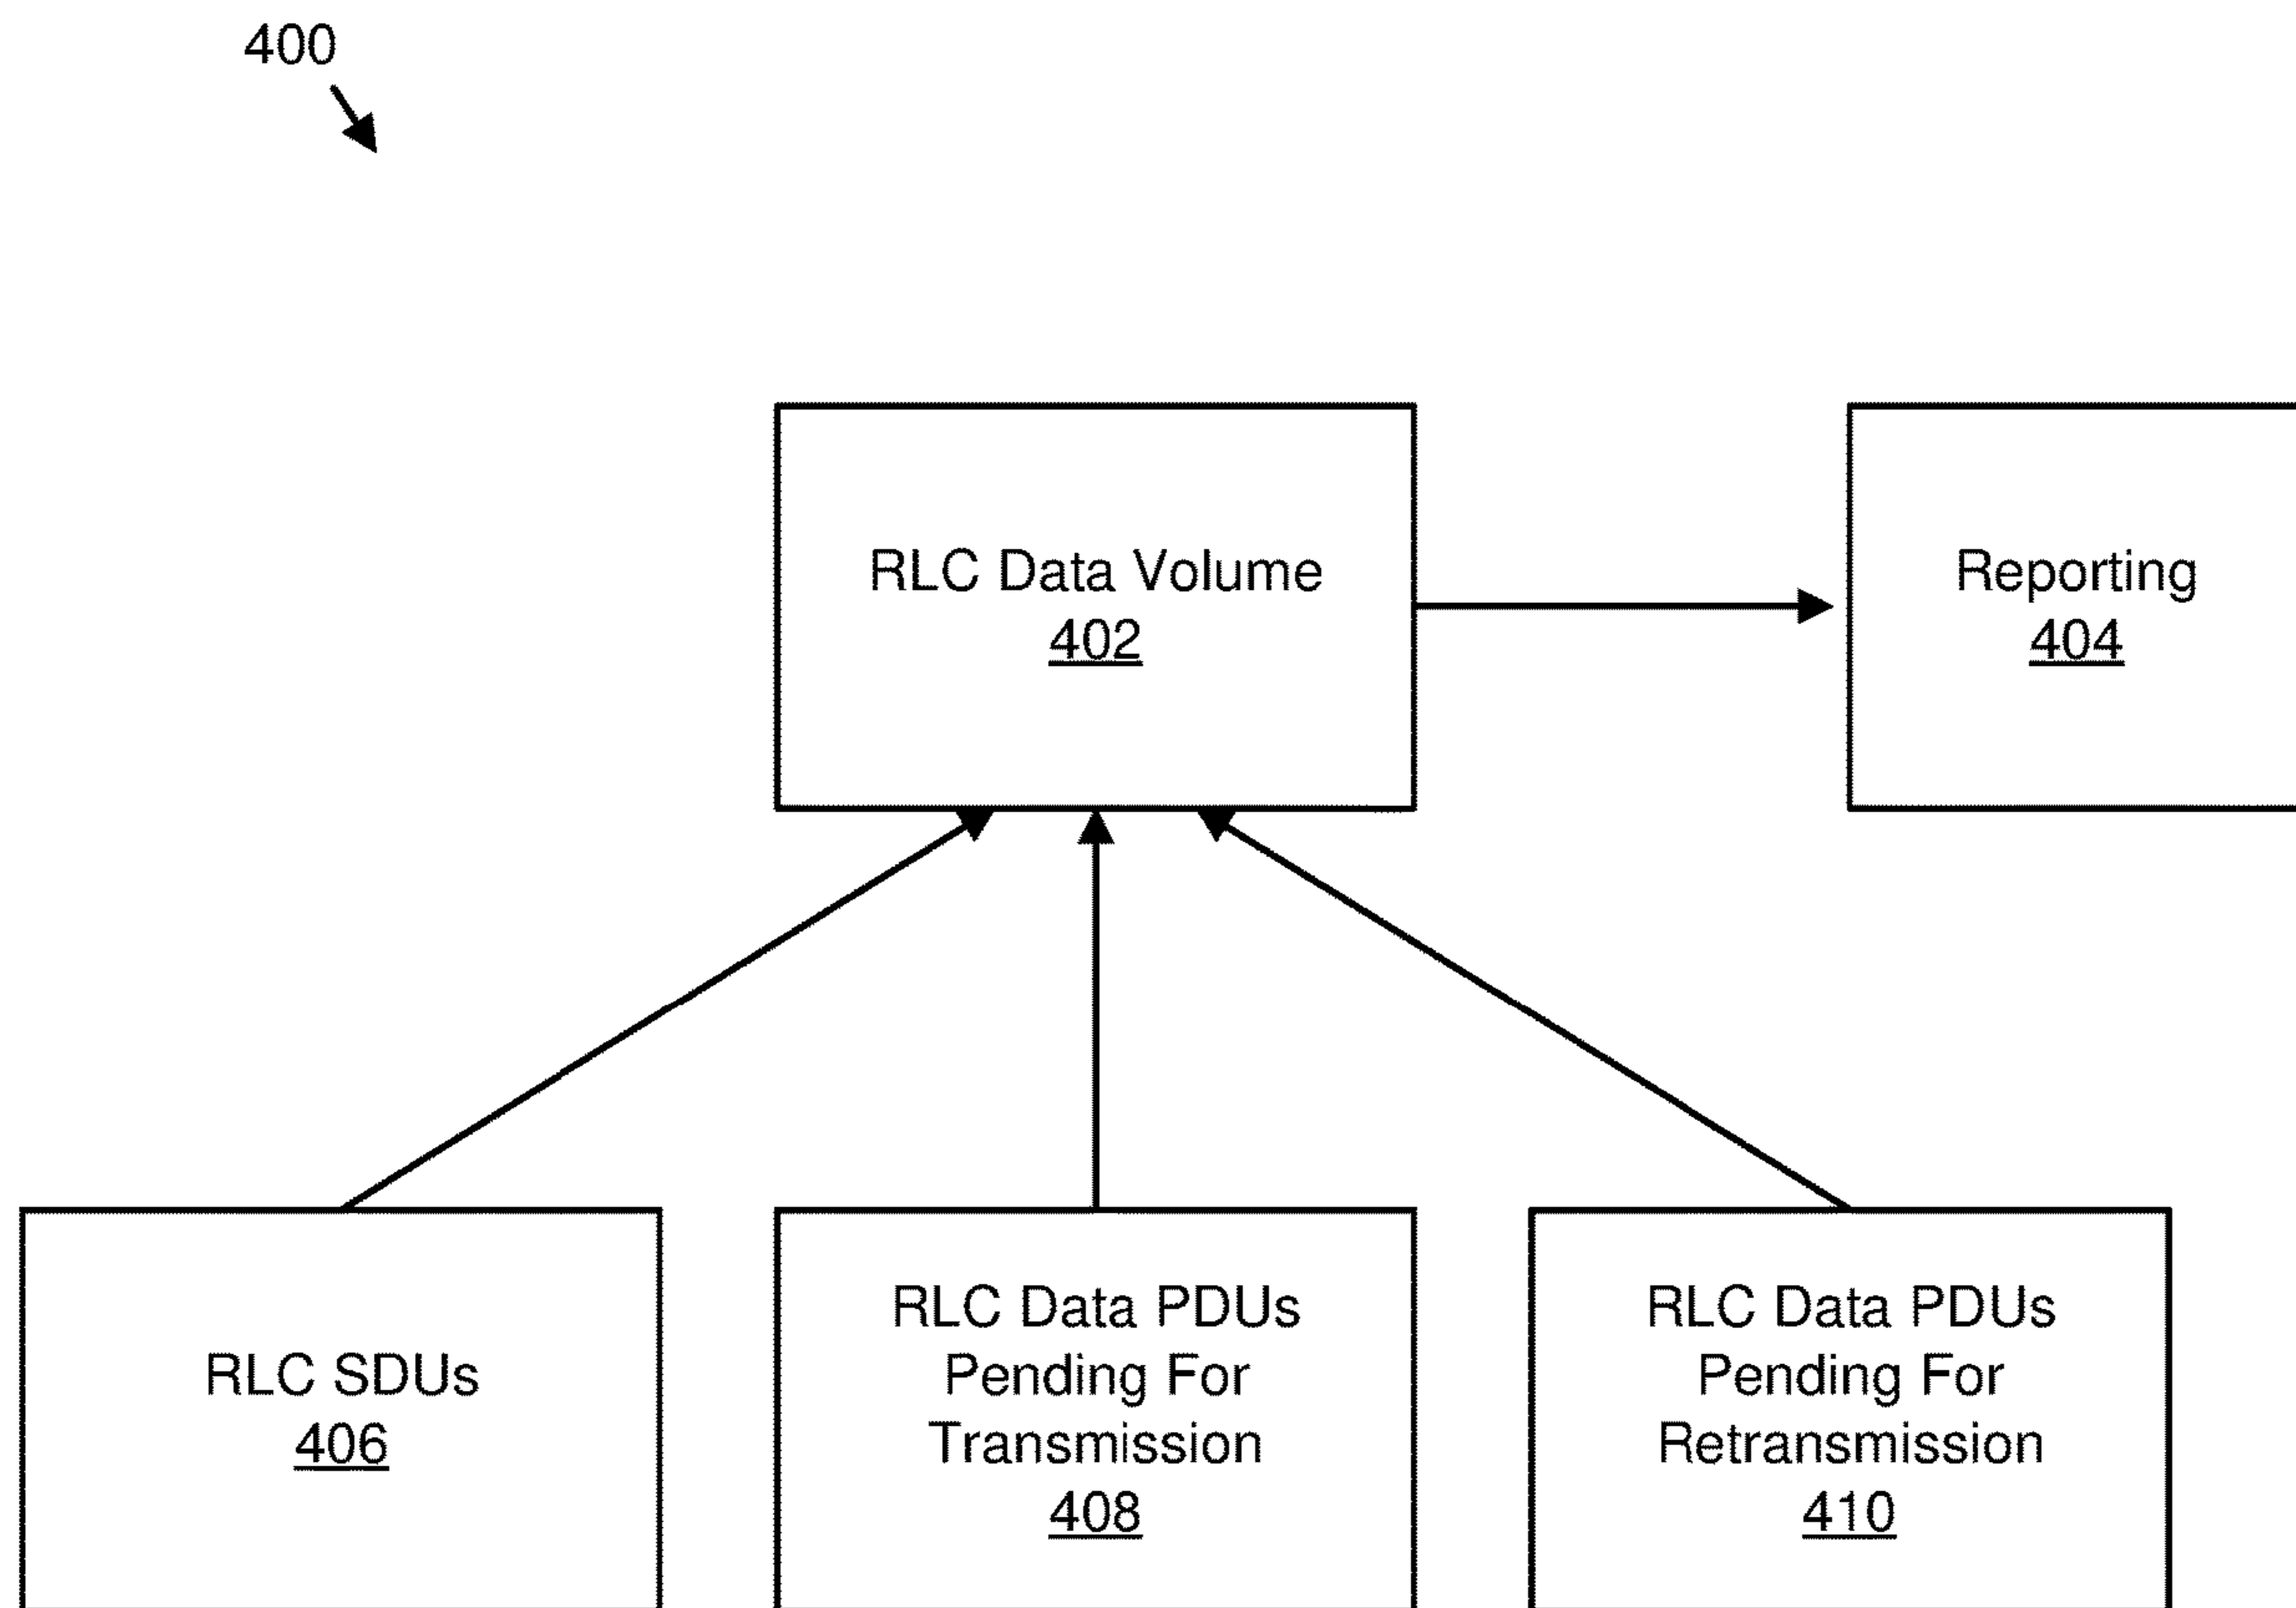 400
RLC Data Volume
402
Reporting
404
RLC SDUs
406
RLC Data PDUs
Pending For
Transmission
408
RLC Data PDUs
Pending For
Retransmission
410